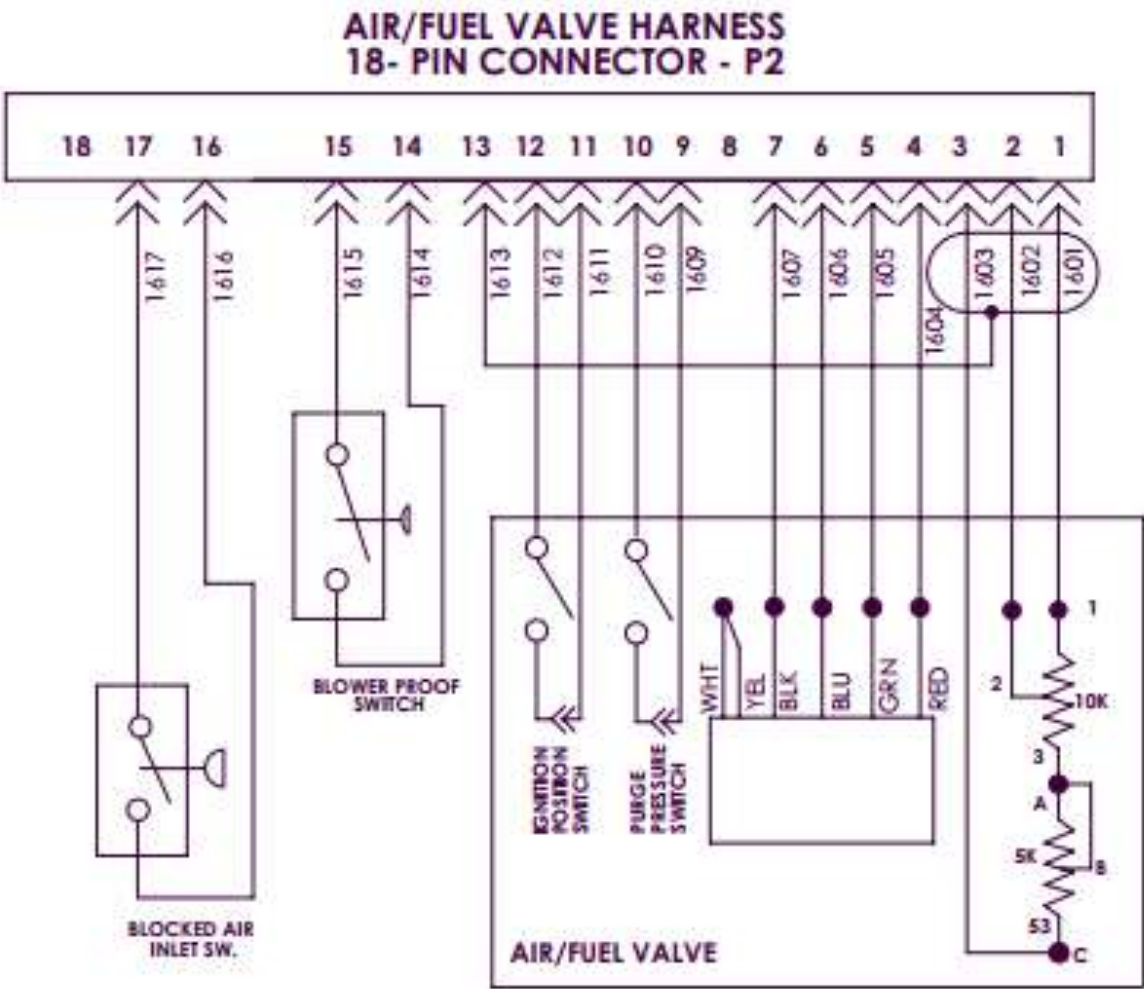 AIR/FUEL VALVE HARNESS
18- PIN CONNECTOR - P2
18 17 16 15 14 13 12 11 10 9 8 7 6 5 4 3 2 1
1617
1616
1615
1614
1613
1612
1611
1610
1609
1607
1606
1605
1604
1603
1602
1601
BLOWER PROOF
SWITCH
BLOCKED AIR
INLET SW.
IGNITION
POSITION
SWITCH
PURGE
PRESSURE
SWITCH
WHT
YEL
BLK
BLU
GRN
RED
1
2
10K
3
A
5K
B
53
C
AIR/FUEL VALVE